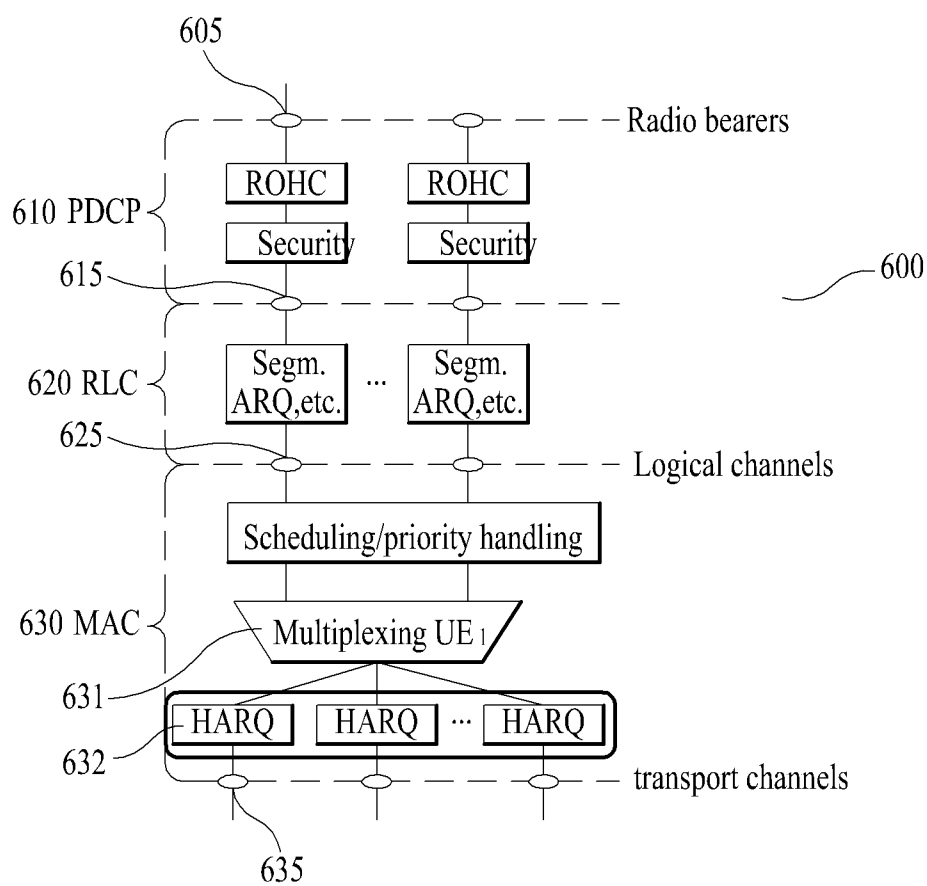 605
Radio bearers
ROHC ROHC
610 PDCP
Security Security
615
600
Segm. ARQ,etc. ... Segm. ARQ,etc.
620 RLC
625
Logical channels
Scheduling/priority handling
630 MAC
Multiplexing UE 1
631
HARQ HARQ ... HARQ
632
transport channels
635